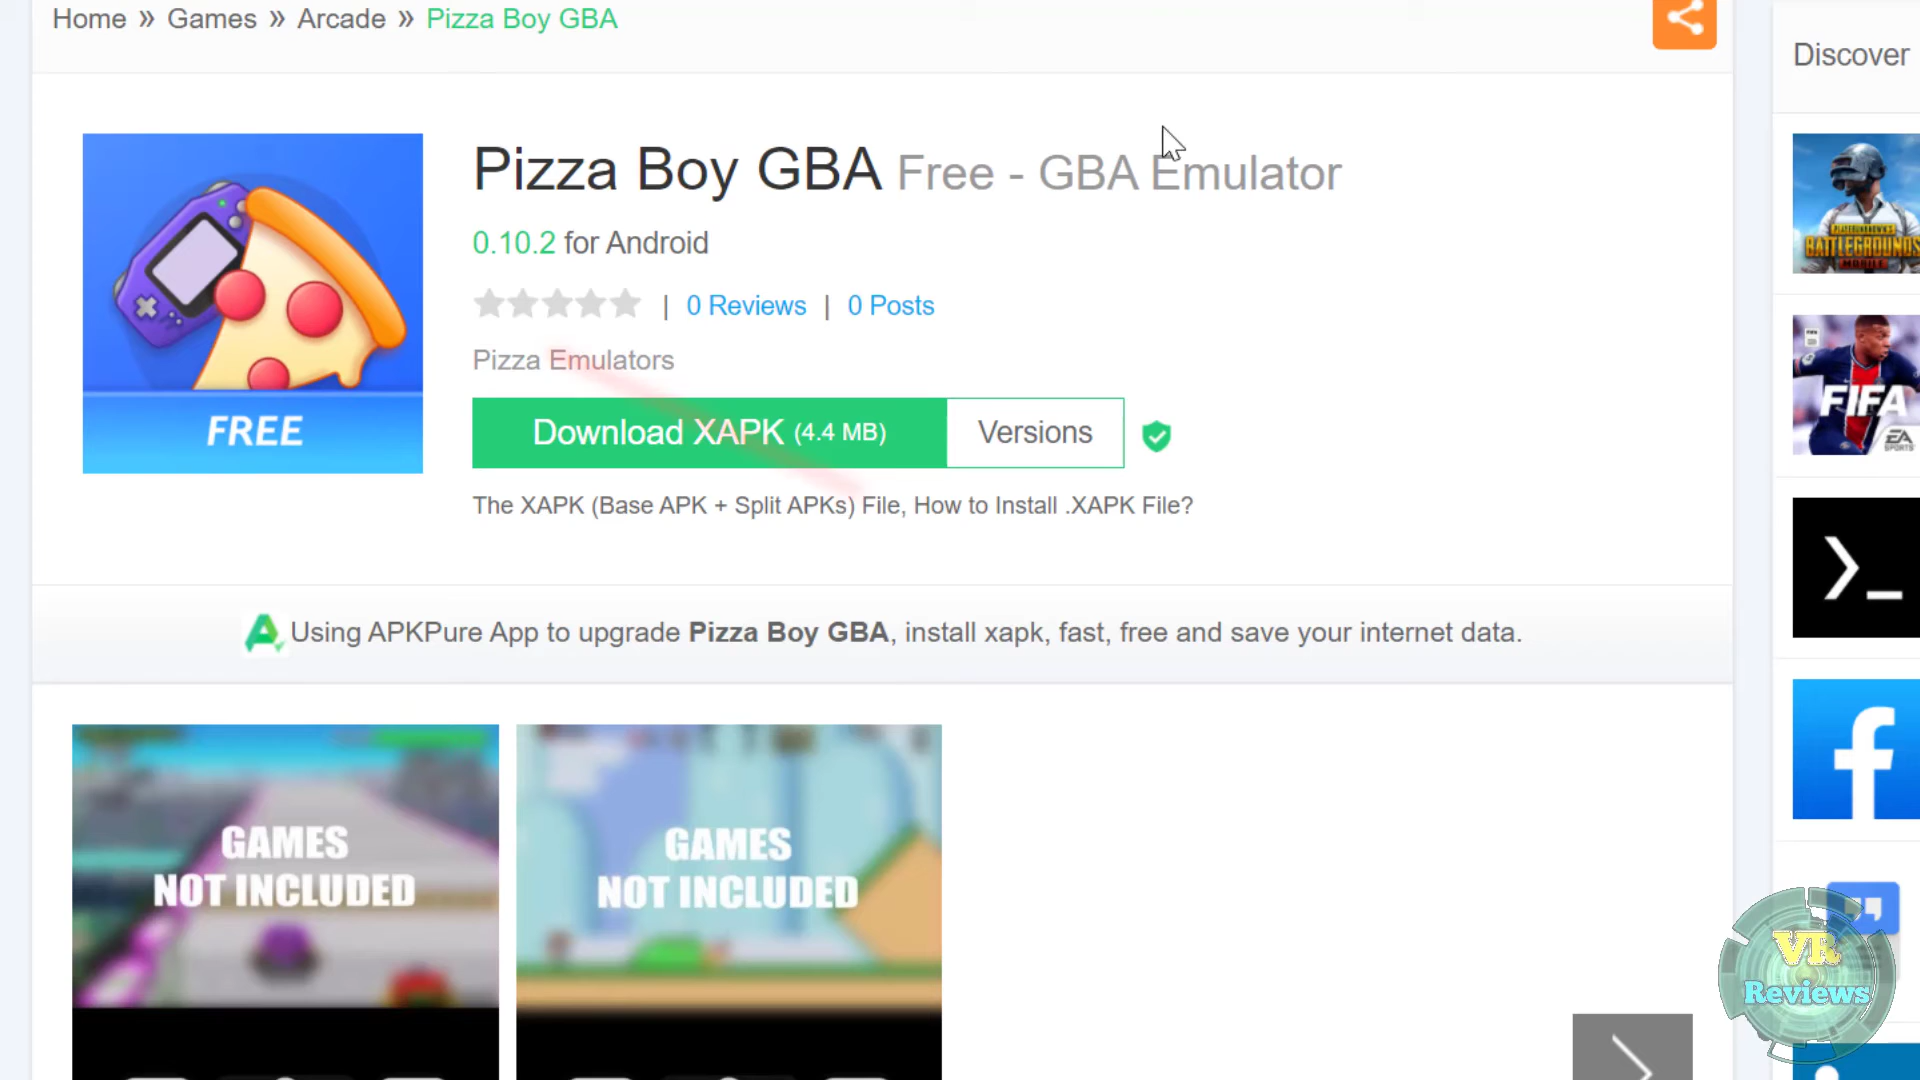 Home » Games » Arcade » Pizza Boy GBA
Discover
Pizza Boy GBA Free - GBA Emulator
0.10.2 for Android
| 0 Reviews | 0 Posts
Pizza Emulators
FREE
Download XAPK (4.4 MB)
Versions
The XAPK (Base APK + Split APKs) File, How to Install .XAPK File?
Using APKPure App to upgrade Pizza Boy GBA, install xapk, fast, free and save your internet data.
GAMES
NOT INCLUDED
GAMES
NOT INCLUDED
PLAYERUNKNOWN'S
BATTLEGROUNDS
MOBILE
FIFA
EA
SPORTS
VR
Reviews